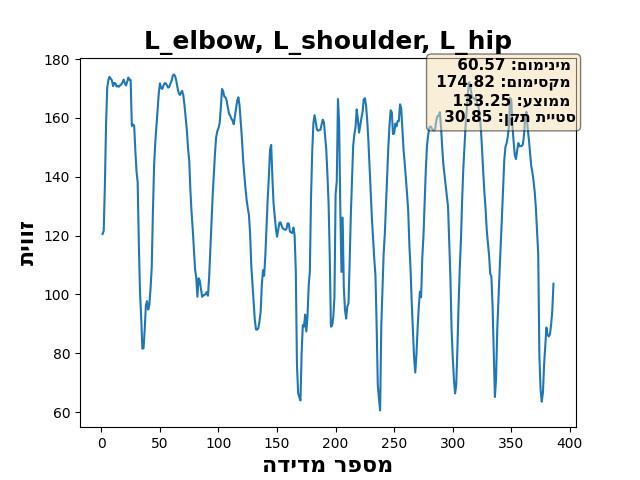 L_elbow, L_shoulder, L_hip
מינימום: 60.57
מקסימום: 174.82
ממוצע: 133.25
סטיית תקן: 30.85
180
160
140
120
100
80
60
זווית
0 50 100 150 200 250 300 350 400
מספר מדידה